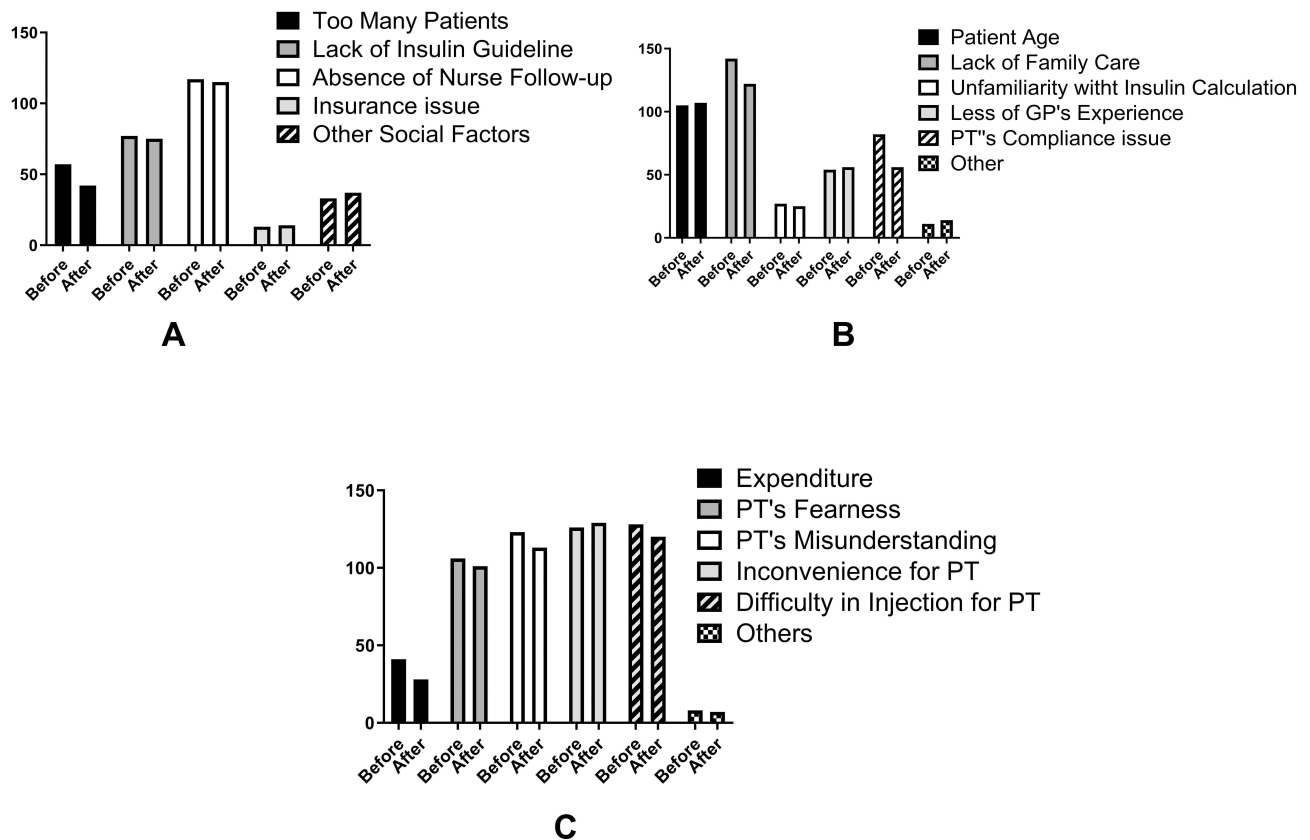 150
100
50
0
Before
After
Before
After
Before
After
Before
After
Before
After
Too Many Patients
Lack of Insulin Guideline
Absence of Nurse Follow-up
Insurance issue
Other Social Factors
A
150
100
50
0
Before
After
Before
After
Before
After
Before
After
Before
After
Before
After
Patient Age
Lack of Family Care
Unfamiliarity witht Insulin Calculation
Less of GP's Experience
PT"s Compliance issue
Other
B
150
100
50
0
Before
After
Before
After
Before
After
Before
After
Before
After
Before
After
Expenditure
PT's Fearness
PT's Misunderstanding
Inconvenience for PT
Difficulty in Injection for PT
Others
C